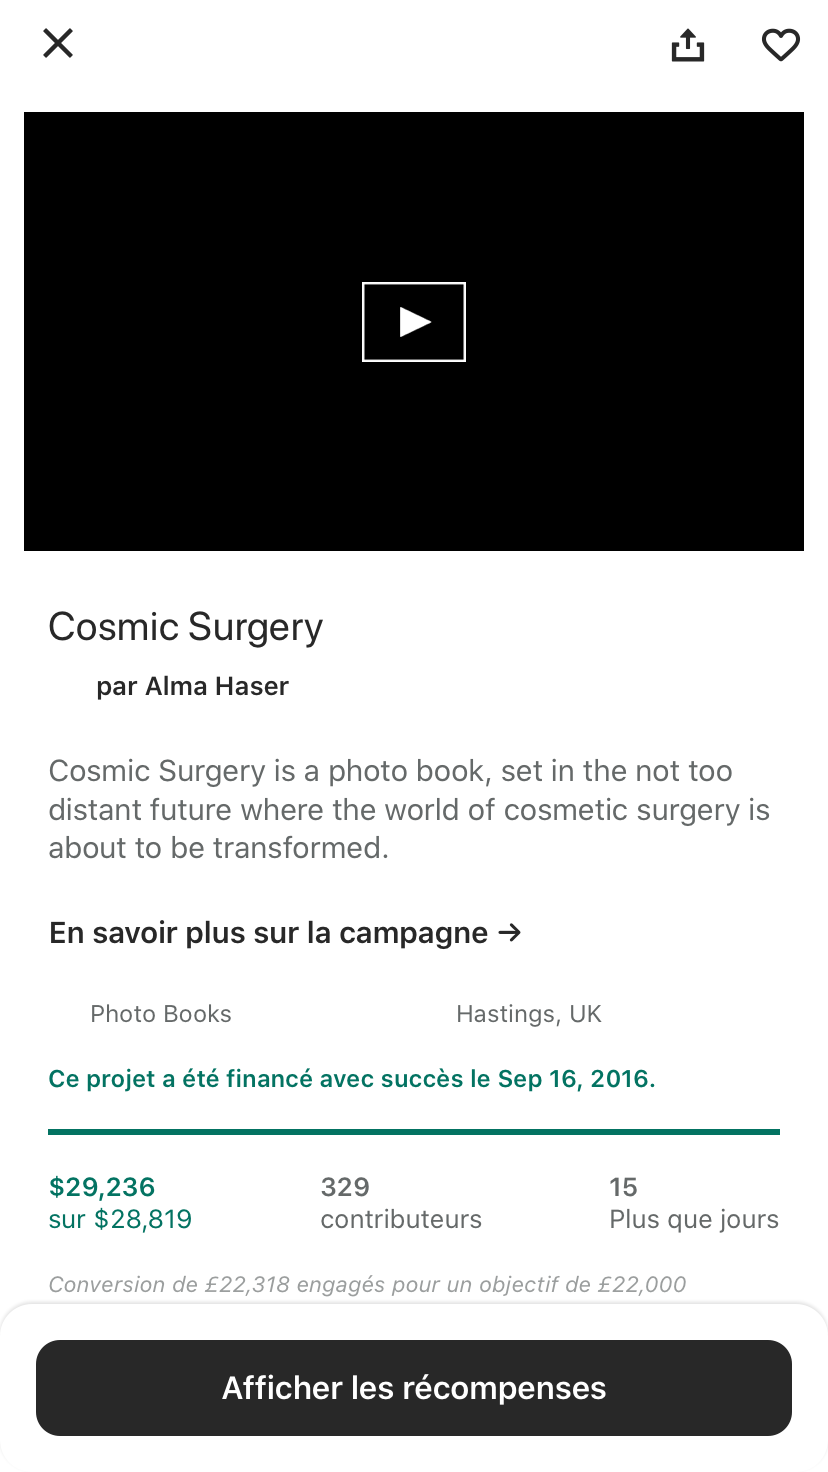 Cosmic Surgery
par Alma Haser
Cosmic Surgery is a photo book, set in the not too
distant future where the world of cosmetic surgery is
about to be transformed.
En savoir plus sur la campagne →
Photo Books
Hastings, UK
Ce projet a été financé avec succès le Sep 16, 2016.
$29,236
sur $28,819
329
contributeurs
15
Plus que jours
Conversion de £22,318 engagés pour un objectif de £22,000
Afficher les récompenses